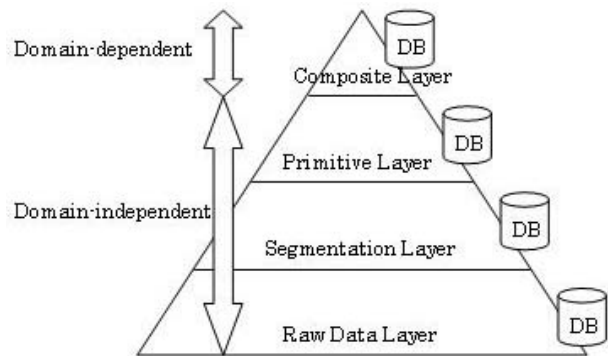 Domain-dependent
DB
Composite Layer
DB
Primitive Layer
Domain-independent
DB
Segmentation Layer
DB
Raw Data Layer